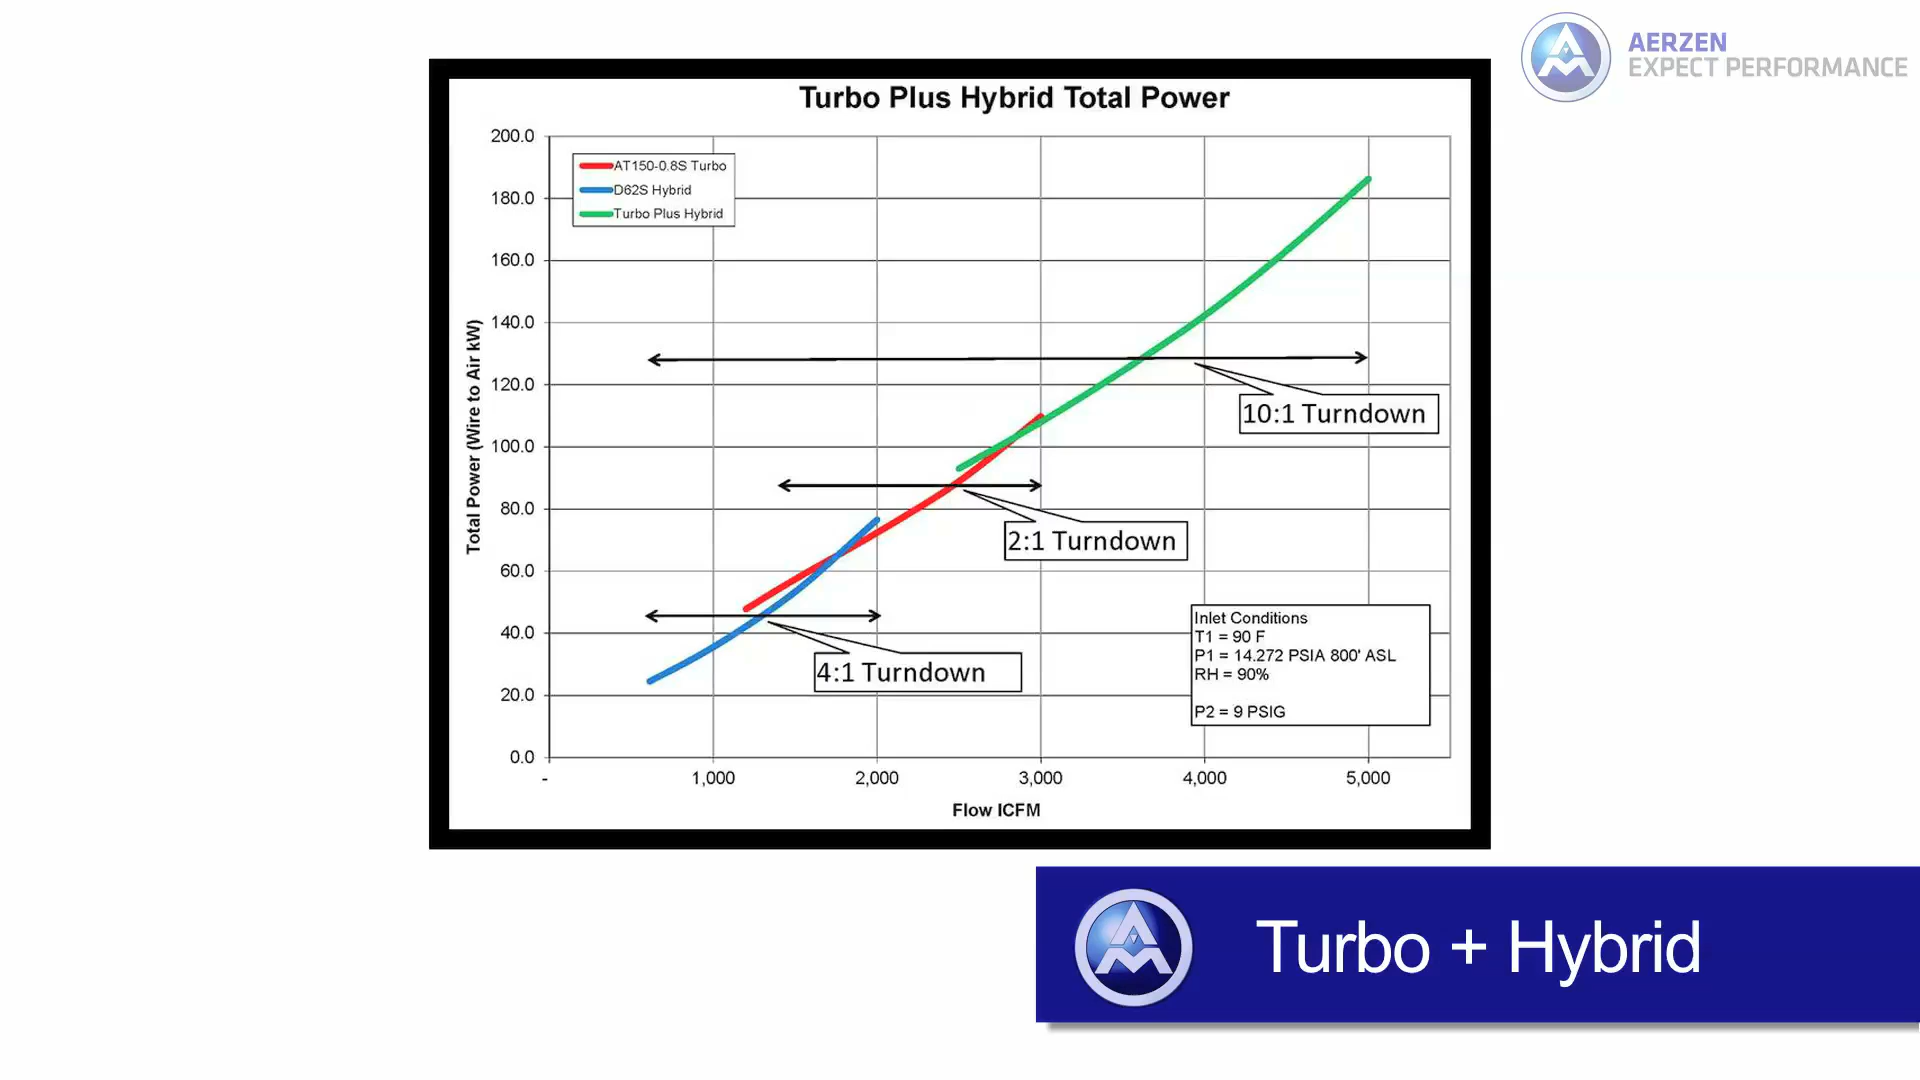 AERZEN
EXPECT PERFORMANCE
Turbo Plus Hybrid Total Power
200.0
180.0
160.0
140.0
120.0
100.0
80.0
60.0
40.0
20.0
0.0
Total Power (Wire to Air kW)
AT150-0.8S Turbo
D62S Hybrid
Turbo Plus Hybrid
10:1 Turndown
2:1 Turndown
4:1 Turndown
Inlet Conditions
T1 = 90 F
P1 = 14.272 PSIA 800' ASL
RH = 90%
P2 = 9 PSIG
- 1,000 2,000 3,000 4,000 5,000
Flow ICFM
Turbo + Hybrid